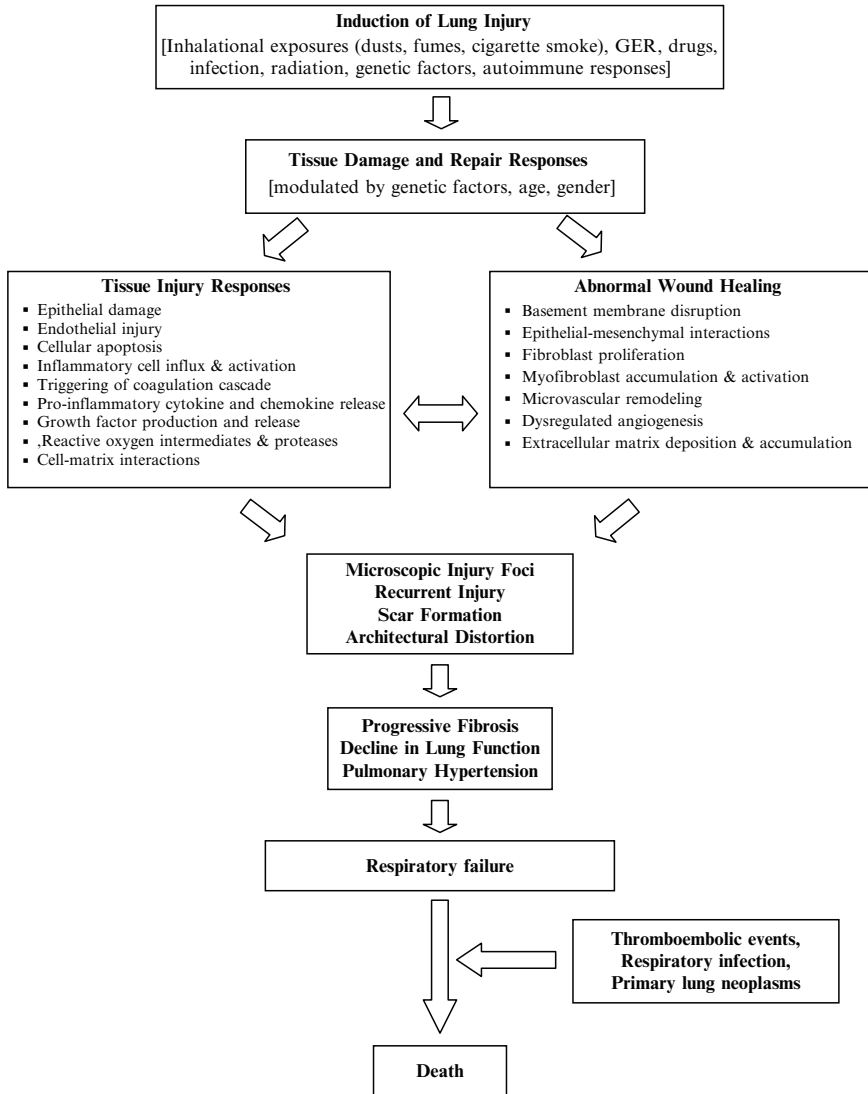 Induction of Lung Injury
[Inhalational exposures (dusts, fumes, cigarette smoke), GER, drugs,
infection, radiation, genetic factors, autoimmune responses]
Tissue Damage and Repair Responses
[modulated by genetic factors, age, gender]
Tissue Injury Responses
▪ Epithelial damage
▪ Endothelial injury
▪ Cellular apoptosis
▪ Inflammatory cell influx & activation
▪ Triggering of coagulation cascade
▪ Pro-inflammatory cytokine and chemokine release
▪ Growth factor production and release
▪ ,Reactive oxygen intermediates & proteases
▪ Cell-matrix interactions
Abnormal Wound Healing
▪ Basement membrane disruption
▪ Epithelial-mesenchymal interactions
▪ Fibroblast proliferation
▪ Myofibroblast accumulation & activation
▪ Microvascular remodeling
▪ Dysregulated angiogenesis
▪ Extracellular matrix deposition & accumulation
Microscopic Injury Foci
Recurrent Injury
Scar Formation
Architectural Distortion
Progressive Fibrosis
Decline in Lung Function
Pulmonary Hypertension
Respiratory failure
Thromboembolic events,
Respiratory infection,
Primary lung neoplasms
Death